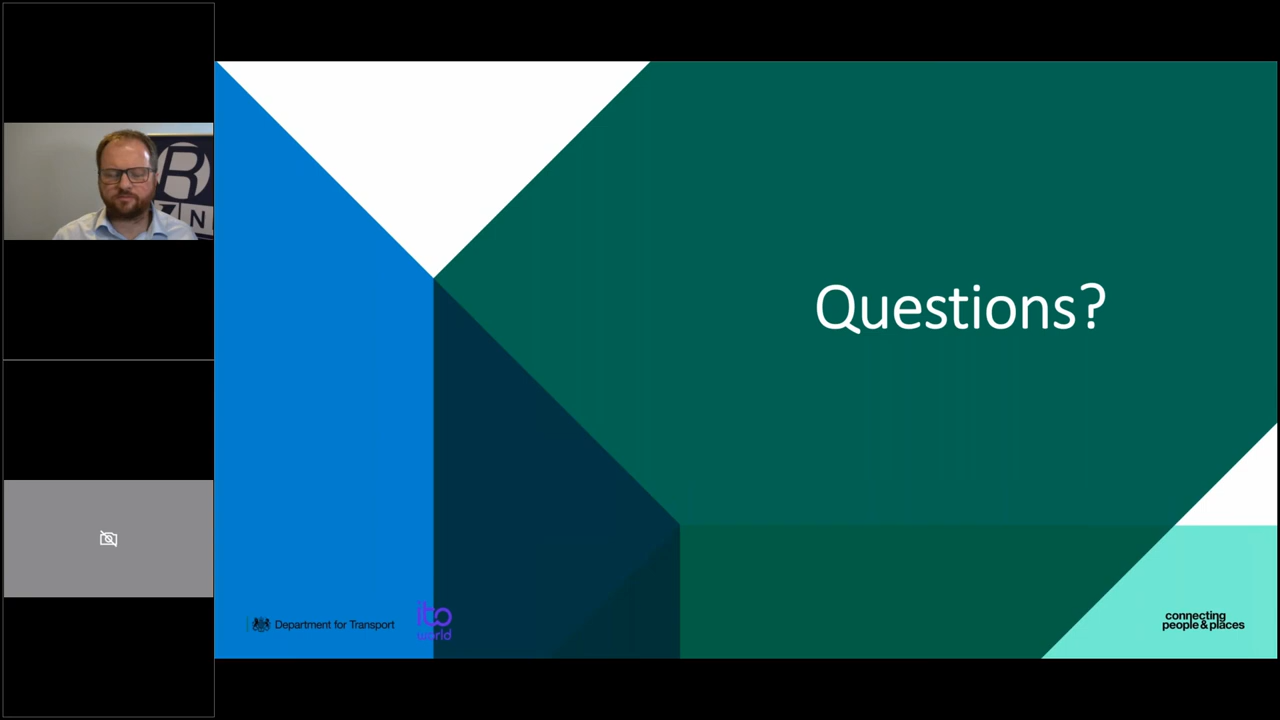 R
N
Questions?
Department for Transport
ito
world
connecting
people & places